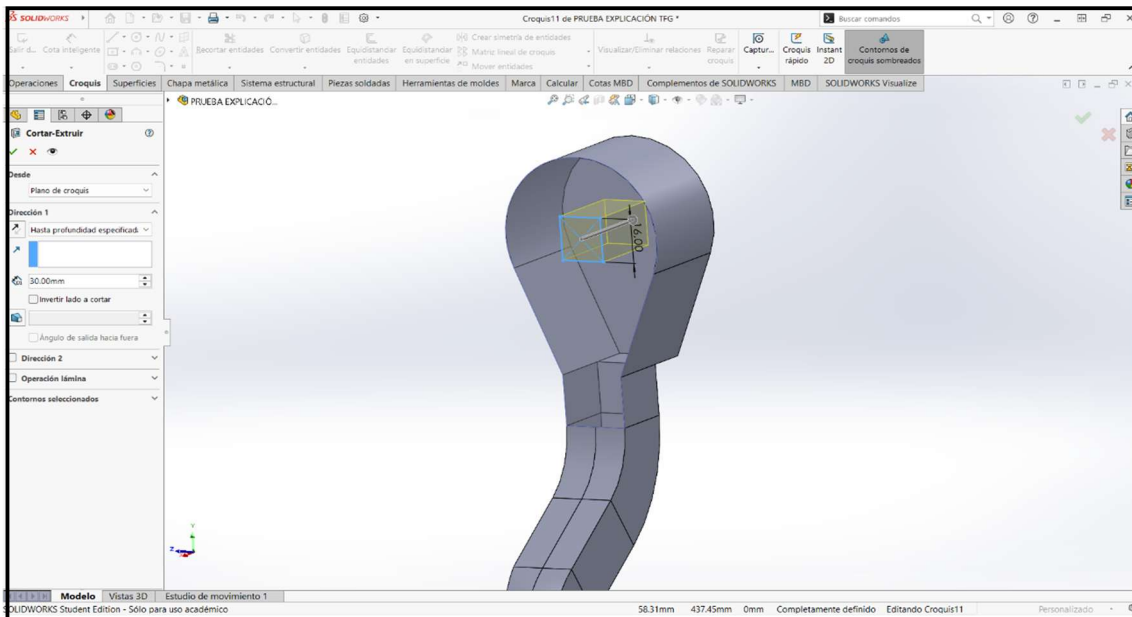 SOLIDWORKS
Croquis11 de PRUEBA EXPLICACIÓN TFG *
Buscar comandos
Salir d... Cota inteligente
Recortar entidades Convertir entidades Equidistanciar entidades Equidistanciar en superficie
Crear simetría de entidades
Matriz lineal de croquis
Mover entidades
Visualizar/Eliminar relaciones Reparar croquis Captur... Croquis rápido Instant 2D Contornos de croquis sombreados
Operaciones Croquis Superficies Chapa metálica Sistema estructural Piezas soldadas Herramientas de moldes Marca Calcular Cotas MBD Complementos de SOLIDWORKS MBD SOLIDWORKS Visualize
PRUEBA EXPLICACIÓ...
Cortar-Extruir
Desde
Plano de croquis
Dirección 1
Hasta profundidad especificad
30.00mm
Invertir lado a cortar
Ángulo de salida hacia fuera
Dirección 2
Operación lámina
Contornos seleccionados
16.00
Y
Z
Modelo Vistas 3D Estudio de movimiento 1
SOLIDWORKS Student Edition - Sólo para uso académico
58.31mm 437.45mm 0mm Completamente definido Editando Croquis11 Personalizado